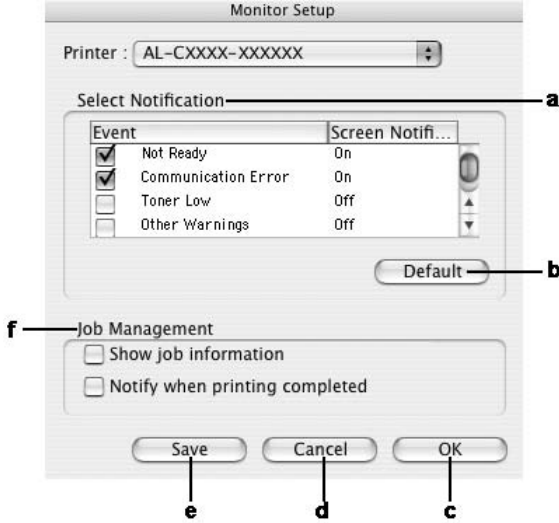 Monitor Setup
Printer : AL-CXXXX-XXXXXX
Select Notification a
Event Screen Notifi...
Not Ready On
Communication Error On
Toner Low Off
Other Warnings Off
Default b
f Job Management
Show job information
Notify when printing completed
Save Cancel OK
e d c